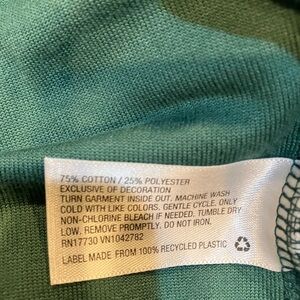 75% COTTON / 25% POLYESTER
EXCLUSIVE OF DECORATION
TURN GARMENT INSIDE OUT. MACHINE WASH
COLD WITH LIKE COLORS. GENTLE CYCLE. ONLY
NON-CHLORINE BLEACH IF NEEDED. TUMBLE DRY
LOW. REMOVE PROMPTLY. DO NOT IRON.
RN17730 VN1042782
LABEL MADE FROM 100% RECYCLED PLASTIC